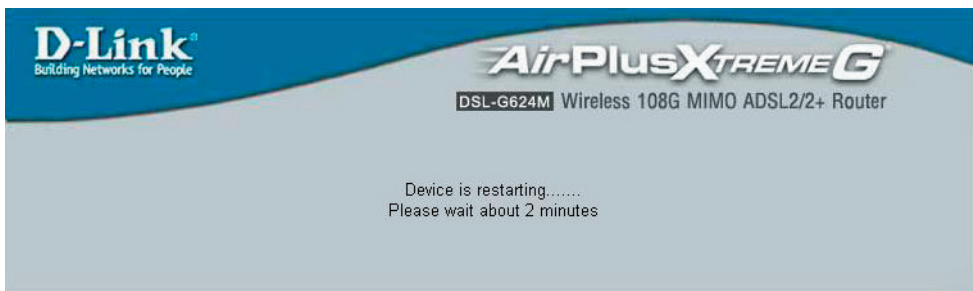 D-Link
Building Networks for People
AirPlusXTREMEG
DSL-G624M Wireless 108G MIMO ADSL2/2+ Router
Device is restarting.......
Please wait about 2 minutes